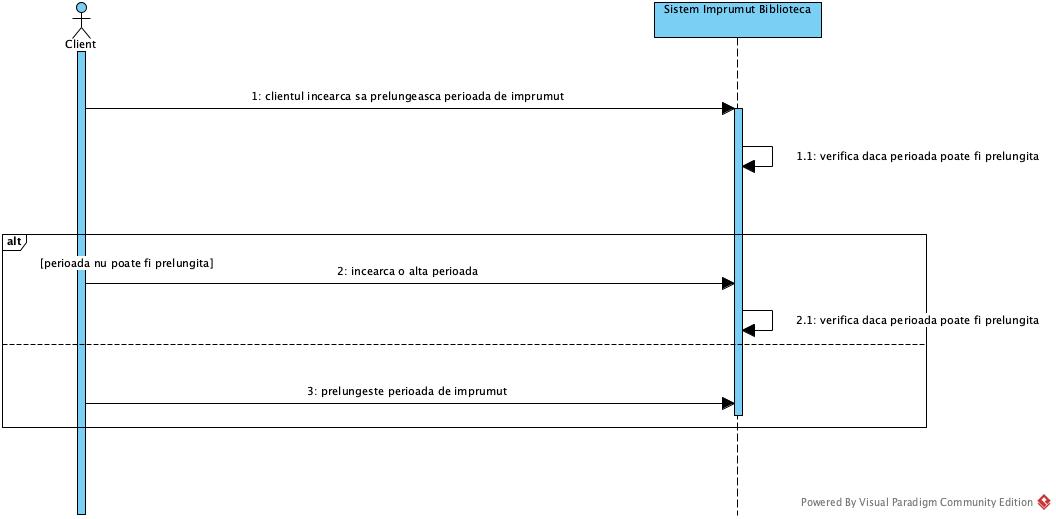 Sistem Imprumut Biblioteca
Client
1: clientul incearca sa prelungeasca perioada de imprumut
1.1: verifica daca perioada poate fi prelungita
alt
[perioada nu poate fi prelungita]
2: incearca o alta perioada
2.1: verifica daca perioada poate fi prelungita
3: prelungeste perioada de imprumut
Powered By Visual Paradigm Community Edition